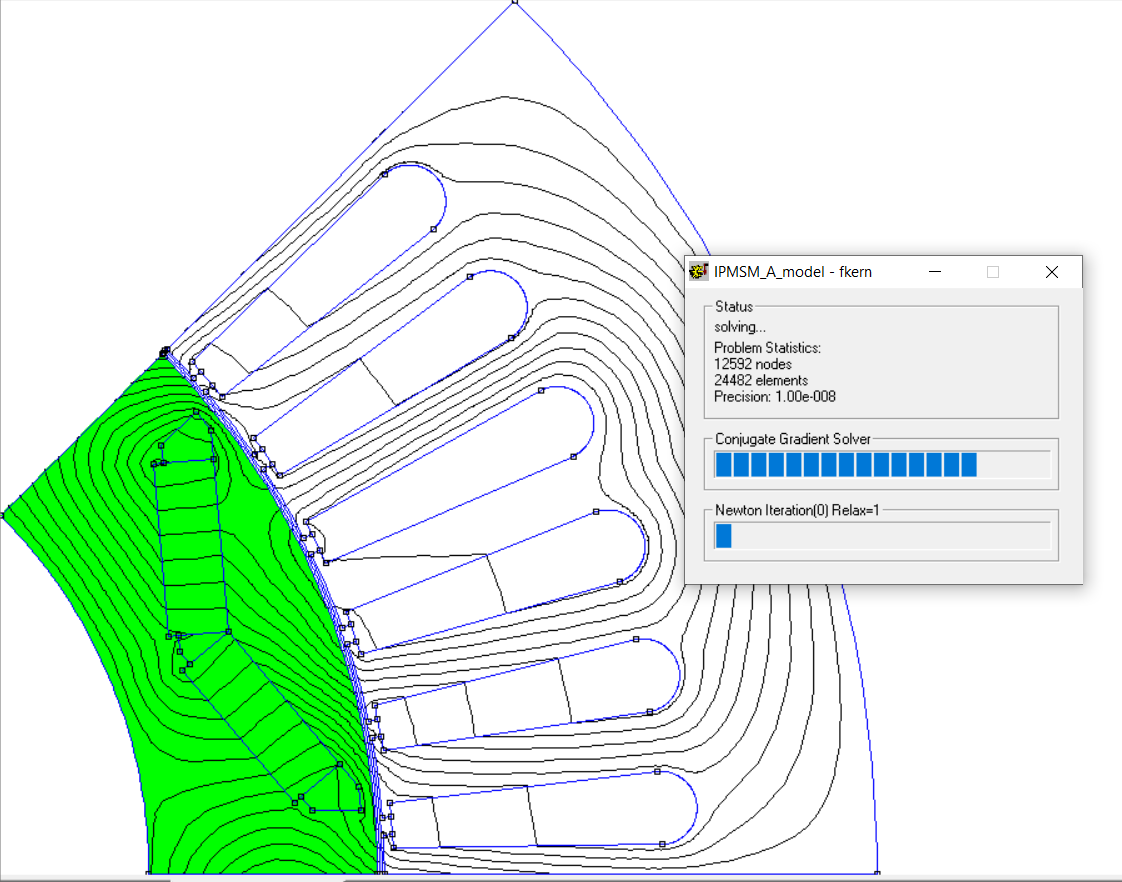 IPMSM_A_model - fkern
Status
solving...
Problem Statistics:
12592 nodes
24482 elements
Precision: 1.00e-008
Conjugate Gradient Solver
Newton Iteration(0) Relax=1